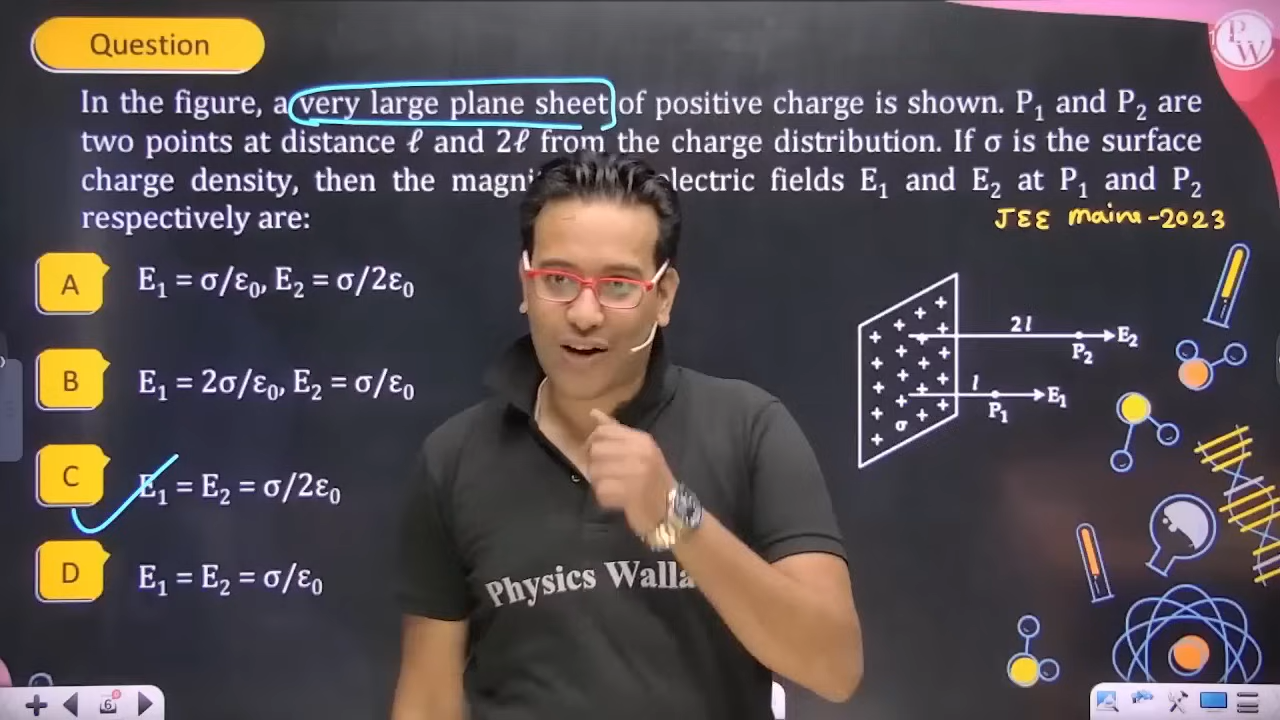 Question
PW
In the figure, a very large plane sheet of positive charge is shown. P₁ and P₂ are
two points at distance ℓ and 2ℓ from the charge distribution. If σ is the surface
charge density, then the magni lectric fields E₁ and E₂ at P₁ and P₂
respectively are:
JEE mains-2023
A E₁ = σ/ε₀, E₂ = σ/2ε₀
B E₁ = 2σ/ε₀, E₂ = σ/ε₀
C E₁ = E₂ = σ/2ε₀
D E₁ = E₂ = σ/ε₀
2l
E₂
P₂
l
E₁
P₁
σ
Physics Walla
6